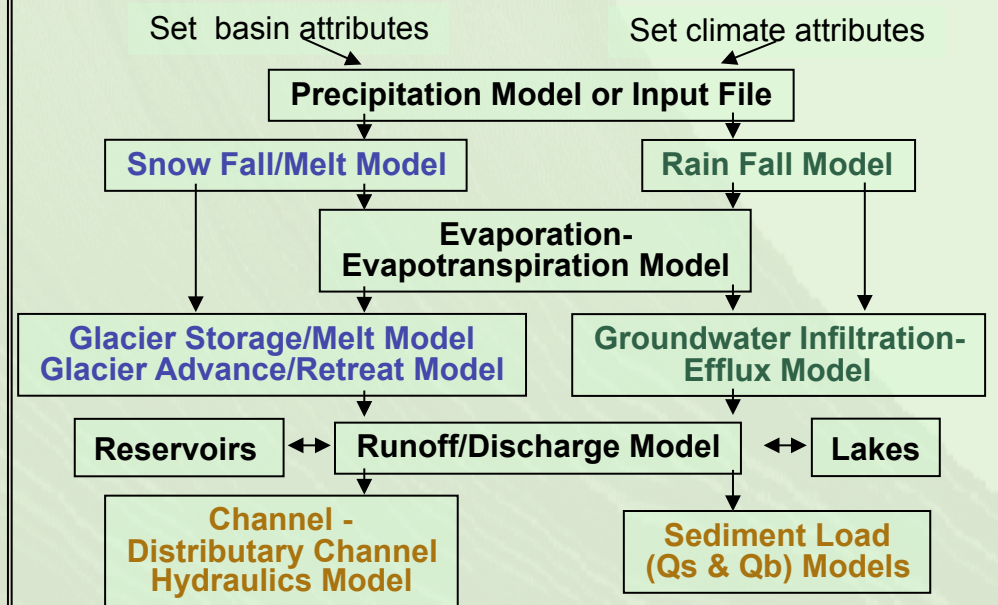 Set basin attributes
Set climate attributes
Precipitation Model or Input File
Snow Fall/Melt Model
Rain Fall Model
Evaporation-
Evapotranspiration Model
Glacier Storage/Melt Model
Glacier Advance/Retreat Model
Groundwater Infiltration-
Efflux Model
Reservoirs
Runoff/Discharge Model
Lakes
Channel -
Distributary Channel
Hydraulics Model
Sediment Load
(Qs & Qb) Models